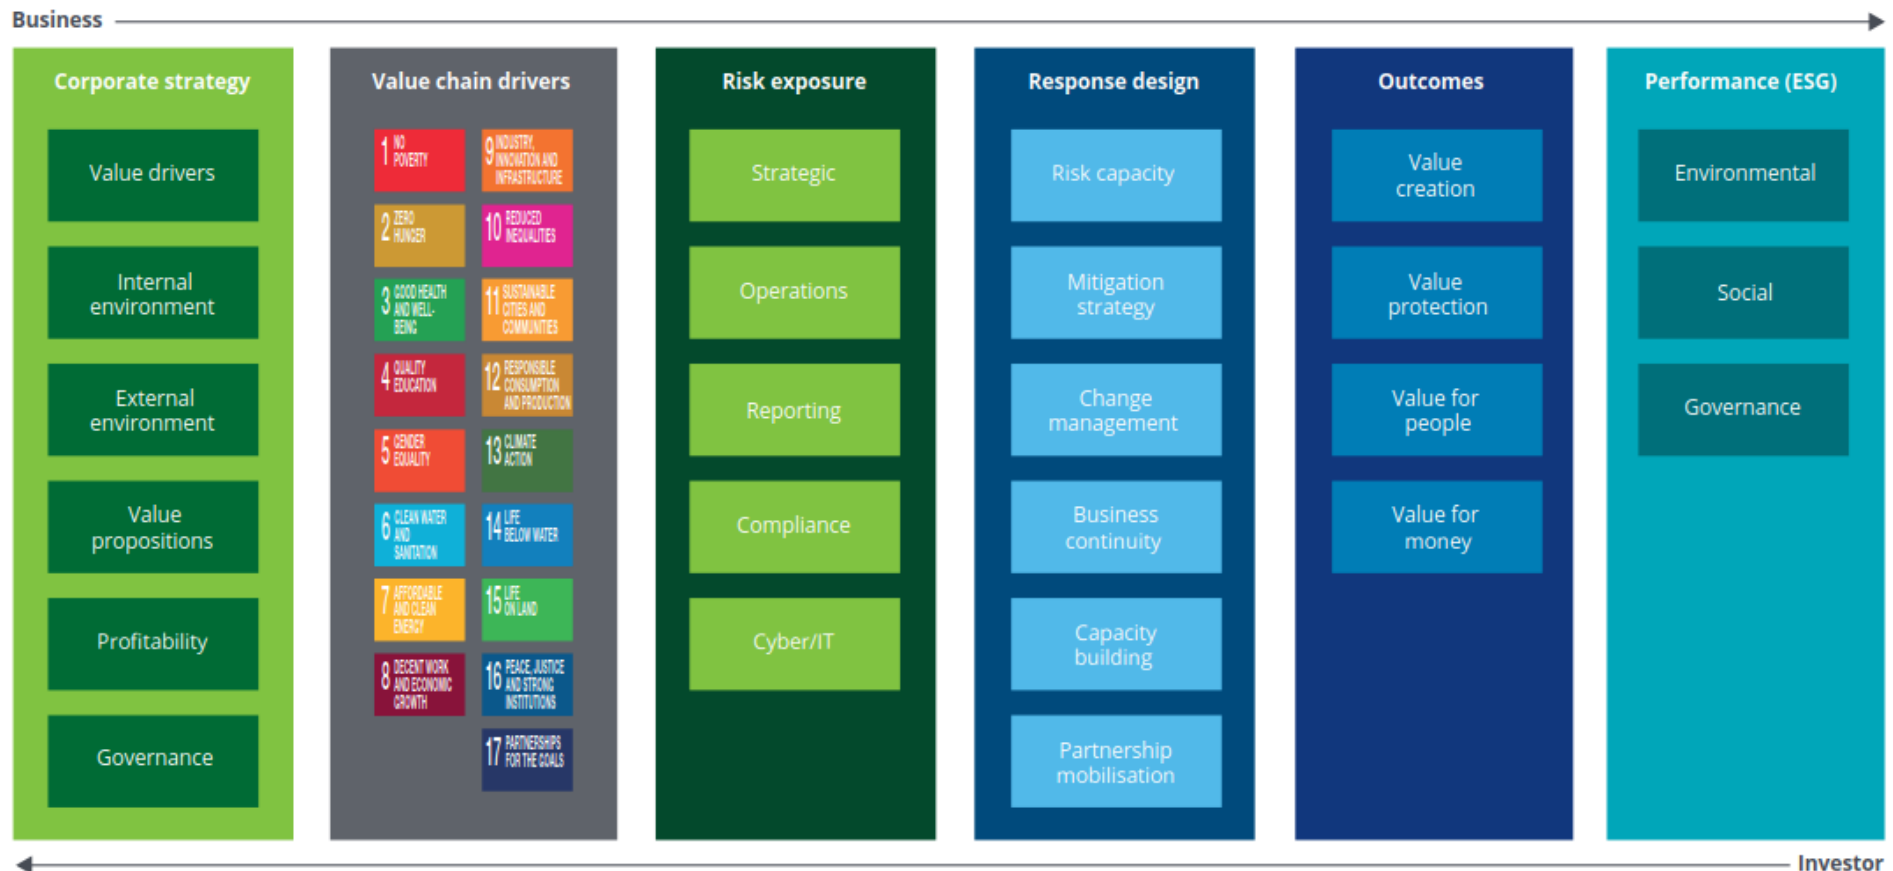 Business
Corporate strategy
Value drivers
Internal
environment
External
environment
Value
propositions
Profitability
Governance
Value chain drivers
1 NO
POVERTY
2 ZERO
HUNGER
3 GOOD HEALTH
AND WELL-
BEING
4 QUALITY
EDUCATION
5 GENDER
EQUALITY
6 CLEAN WATER
AND
SANITATION
7 AFFORDABLE
AND CLEAN
ENERGY
8 DECENT WORK
AND ECONOMIC
GROWTH
9 INDUSTRY,
INNOVATION AND
INFRASTRUCTURE
10 REDUCED
INEQUALITIES
11 SUSTAINABLE
CITIES AND
COMMUNITIES
12 RESPONSIBLE
CONSUMPTION
AND PRODUCTION
13 CLIMATE
ACTION
14 LIFE
BELOW WATER
15 LIFE
ON LAND
16 PEACE, JUSTICE
AND STRONG
INSTITUTIONS
17 PARTNERSHIPS
FOR THE GOALS
Risk exposure
Strategic
Operations
Reporting
Compliance
Cyber/IT
Response design
Risk capacity
Mitigation
strategy
Change
management
Business
continuity
Capacity
building
Partnership
mobilisation
Outcomes
Value
creation
Value
protection
Value for
people
Value for
money
Performance (ESG)
Environmental
Social
Governance
Investor